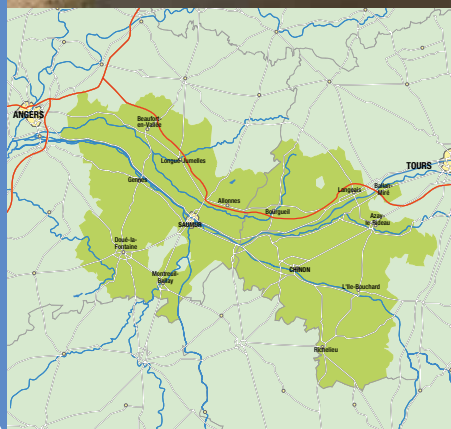 ANGERS
Beaufort-
en-Vallée
Longué-Jumelles
TOURS
Gennes
Langeais
Ballan-
Miré
Allonnes
Bourgueil
Azay-
le-Rideau
SAUMUR
Doué-la-
Fontaine
Montreuil-
Bellay
CHINON
L'Ile-Bouchard
Richelieu